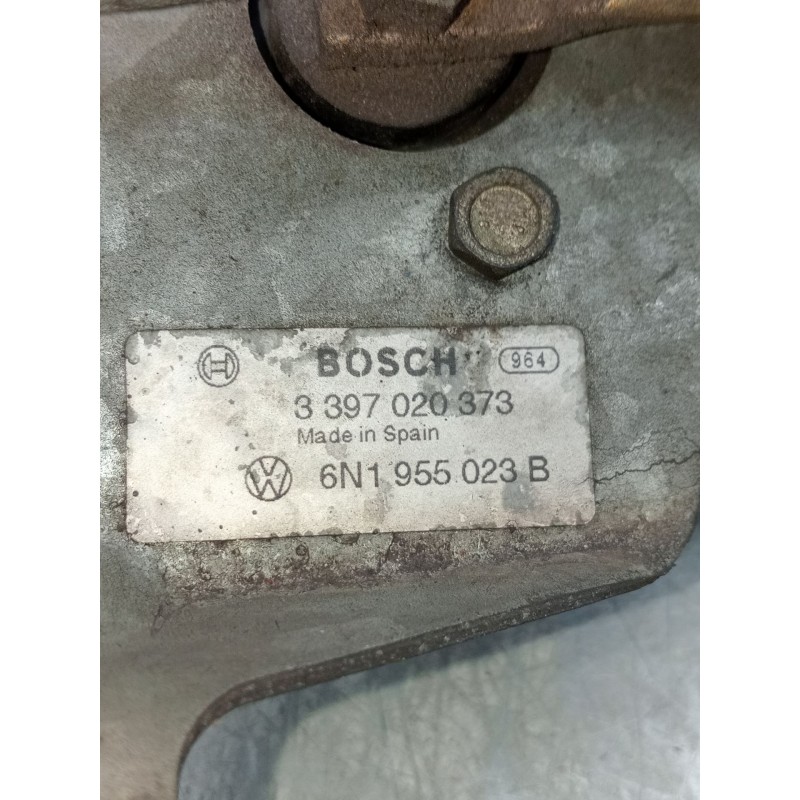 BOSCH 964
3 397 020 373
Made in Spain
6N1 955 023 B